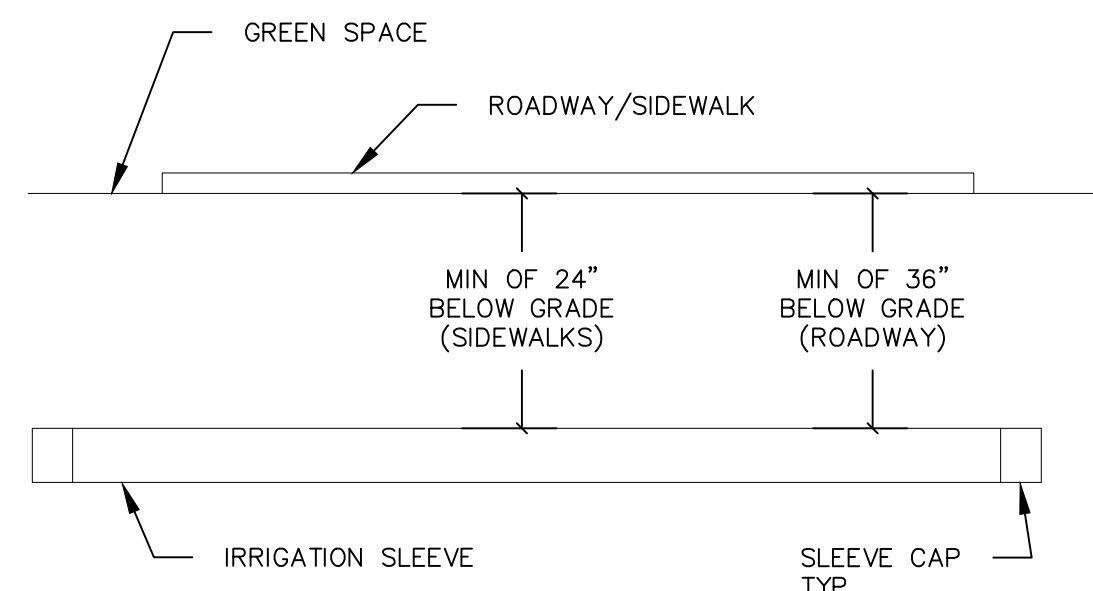 GREEN SPACE
ROADWAY/SIDEWALK
MIN OF 24"
BELOW GRADE
(SIDEWALKS)
MIN OF 36"
BELOW GRADE
(ROADWAY)
IRRIGATION SLEEVE
SLEEVE CAP
TYP